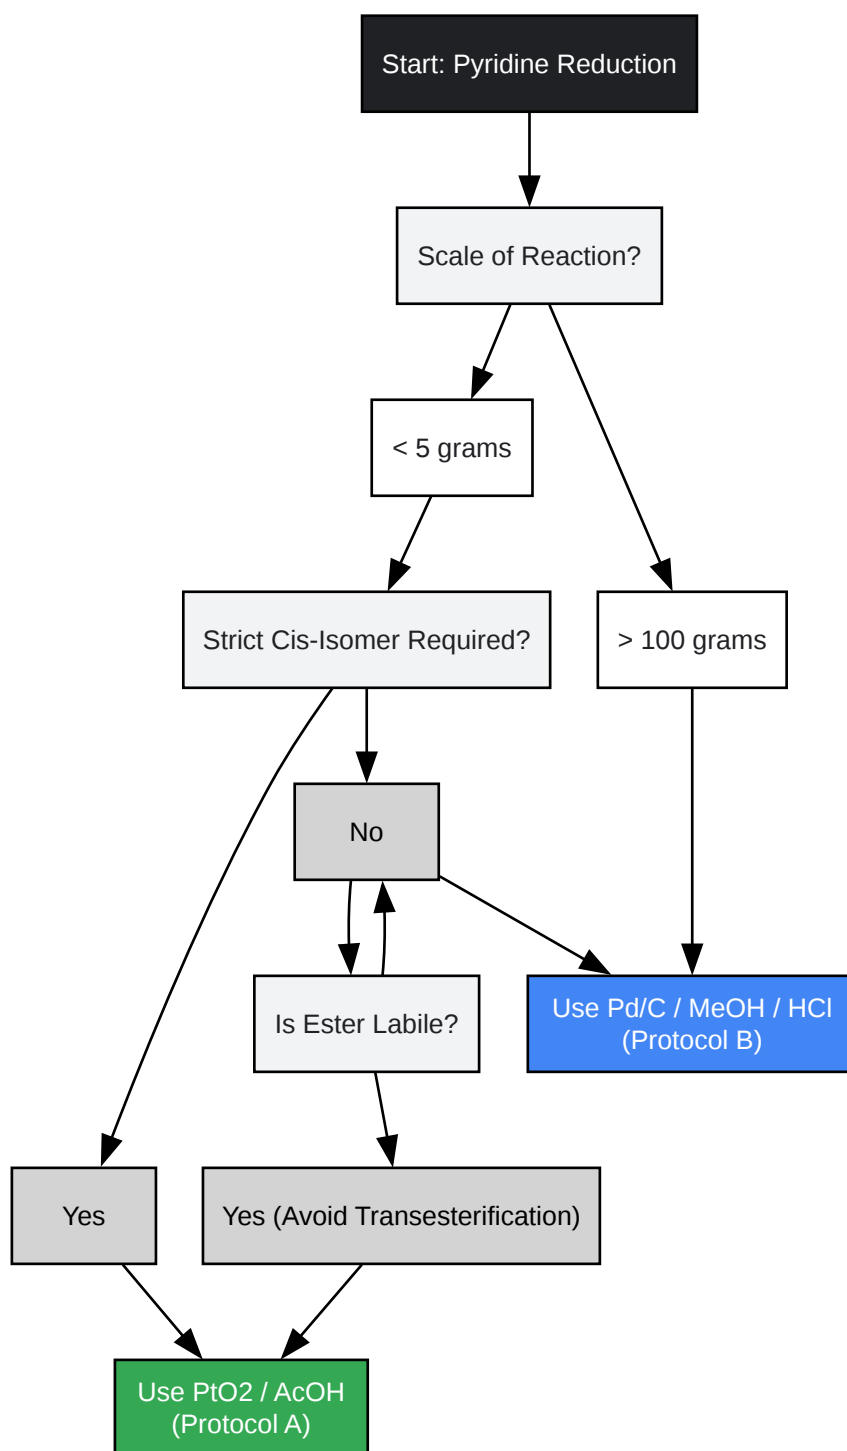 Start: Pyridine Reduction
Scale of Reaction?
< 5 grams
Strict Cis-Isomer Required?
> 100 grams
No
Is Ester Labile?
Use Pd/C / MeOH / HCl
(Protocol B)
Yes
Yes (Avoid Transesterification)
Use PtO2 / AcOH
(Protocol A)